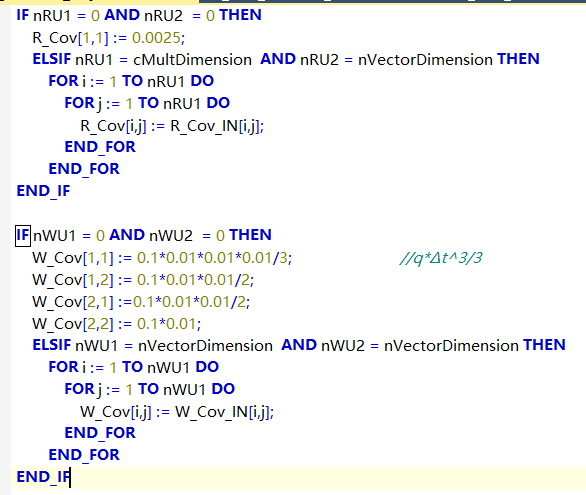 IF nRU1 = 0 AND nRU2  = 0 THEN
R_Cov[1,1] := 0.0025;
ELSIF nRU1 = cMultDimension  AND nRU2 = nVectorDimension THEN
FOR i := 1 TO nRU1 DO
FOR j := 1 TO nRU1 DO
R_Cov[i,j] := R_Cov_IN[i,j];
END_FOR
END_FOR
END_IF
IF nWU1 = 0 AND nWU2  = 0 THEN
W_Cov[1,1] := 0.1*0.01*0.01*0.01/3; //q*Δt^3/3
W_Cov[1,2] := 0.1*0.01*0.01/2;
W_Cov[2,1] :=0.1*0.01*0.01/2;
W_Cov[2,2] := 0.1*0.01;
ELSIF nWU1 = nVectorDimension  AND nWU2 = nVectorDimension THEN
FOR i := 1 TO nWU1 DO
FOR j := 1 TO nWU1 DO
W_Cov[i,j] := W_Cov_IN[i,j];
END_FOR
END_FOR
END_IF